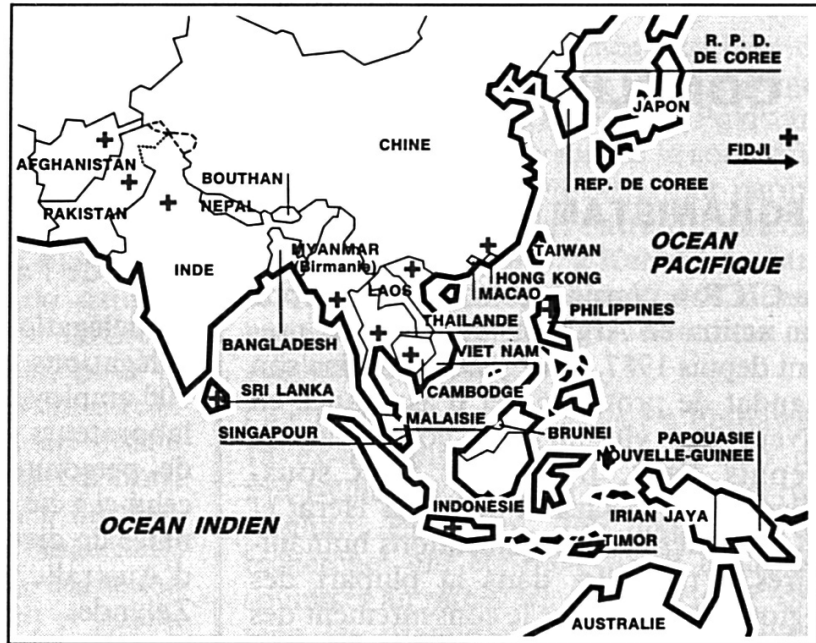 R. P. D.
DE COREE
JAPON
CHINE
AFGHANISTAN
FIDJI
BOUTHAN
REP. DE COREE
PAKISTAN
NEPAL
MYANMAR
(Birmanie)
TAIWAN
OCEAN
PACIFIQUE
INDE
LAOS
HONG KONG
MACAO
THAILANDE
PHILIPPINES
BANGLADESH
VIET NAM
SRI LANKA
CAMBODGE
MALAISIE
SINGAPOUR
BRUNEI
PAPOUASIE
NOUVELLE-GUINEE
INDONESIE
IRIAN JAYA
OCEAN INDIEN
TIMOR
AUSTRALIE